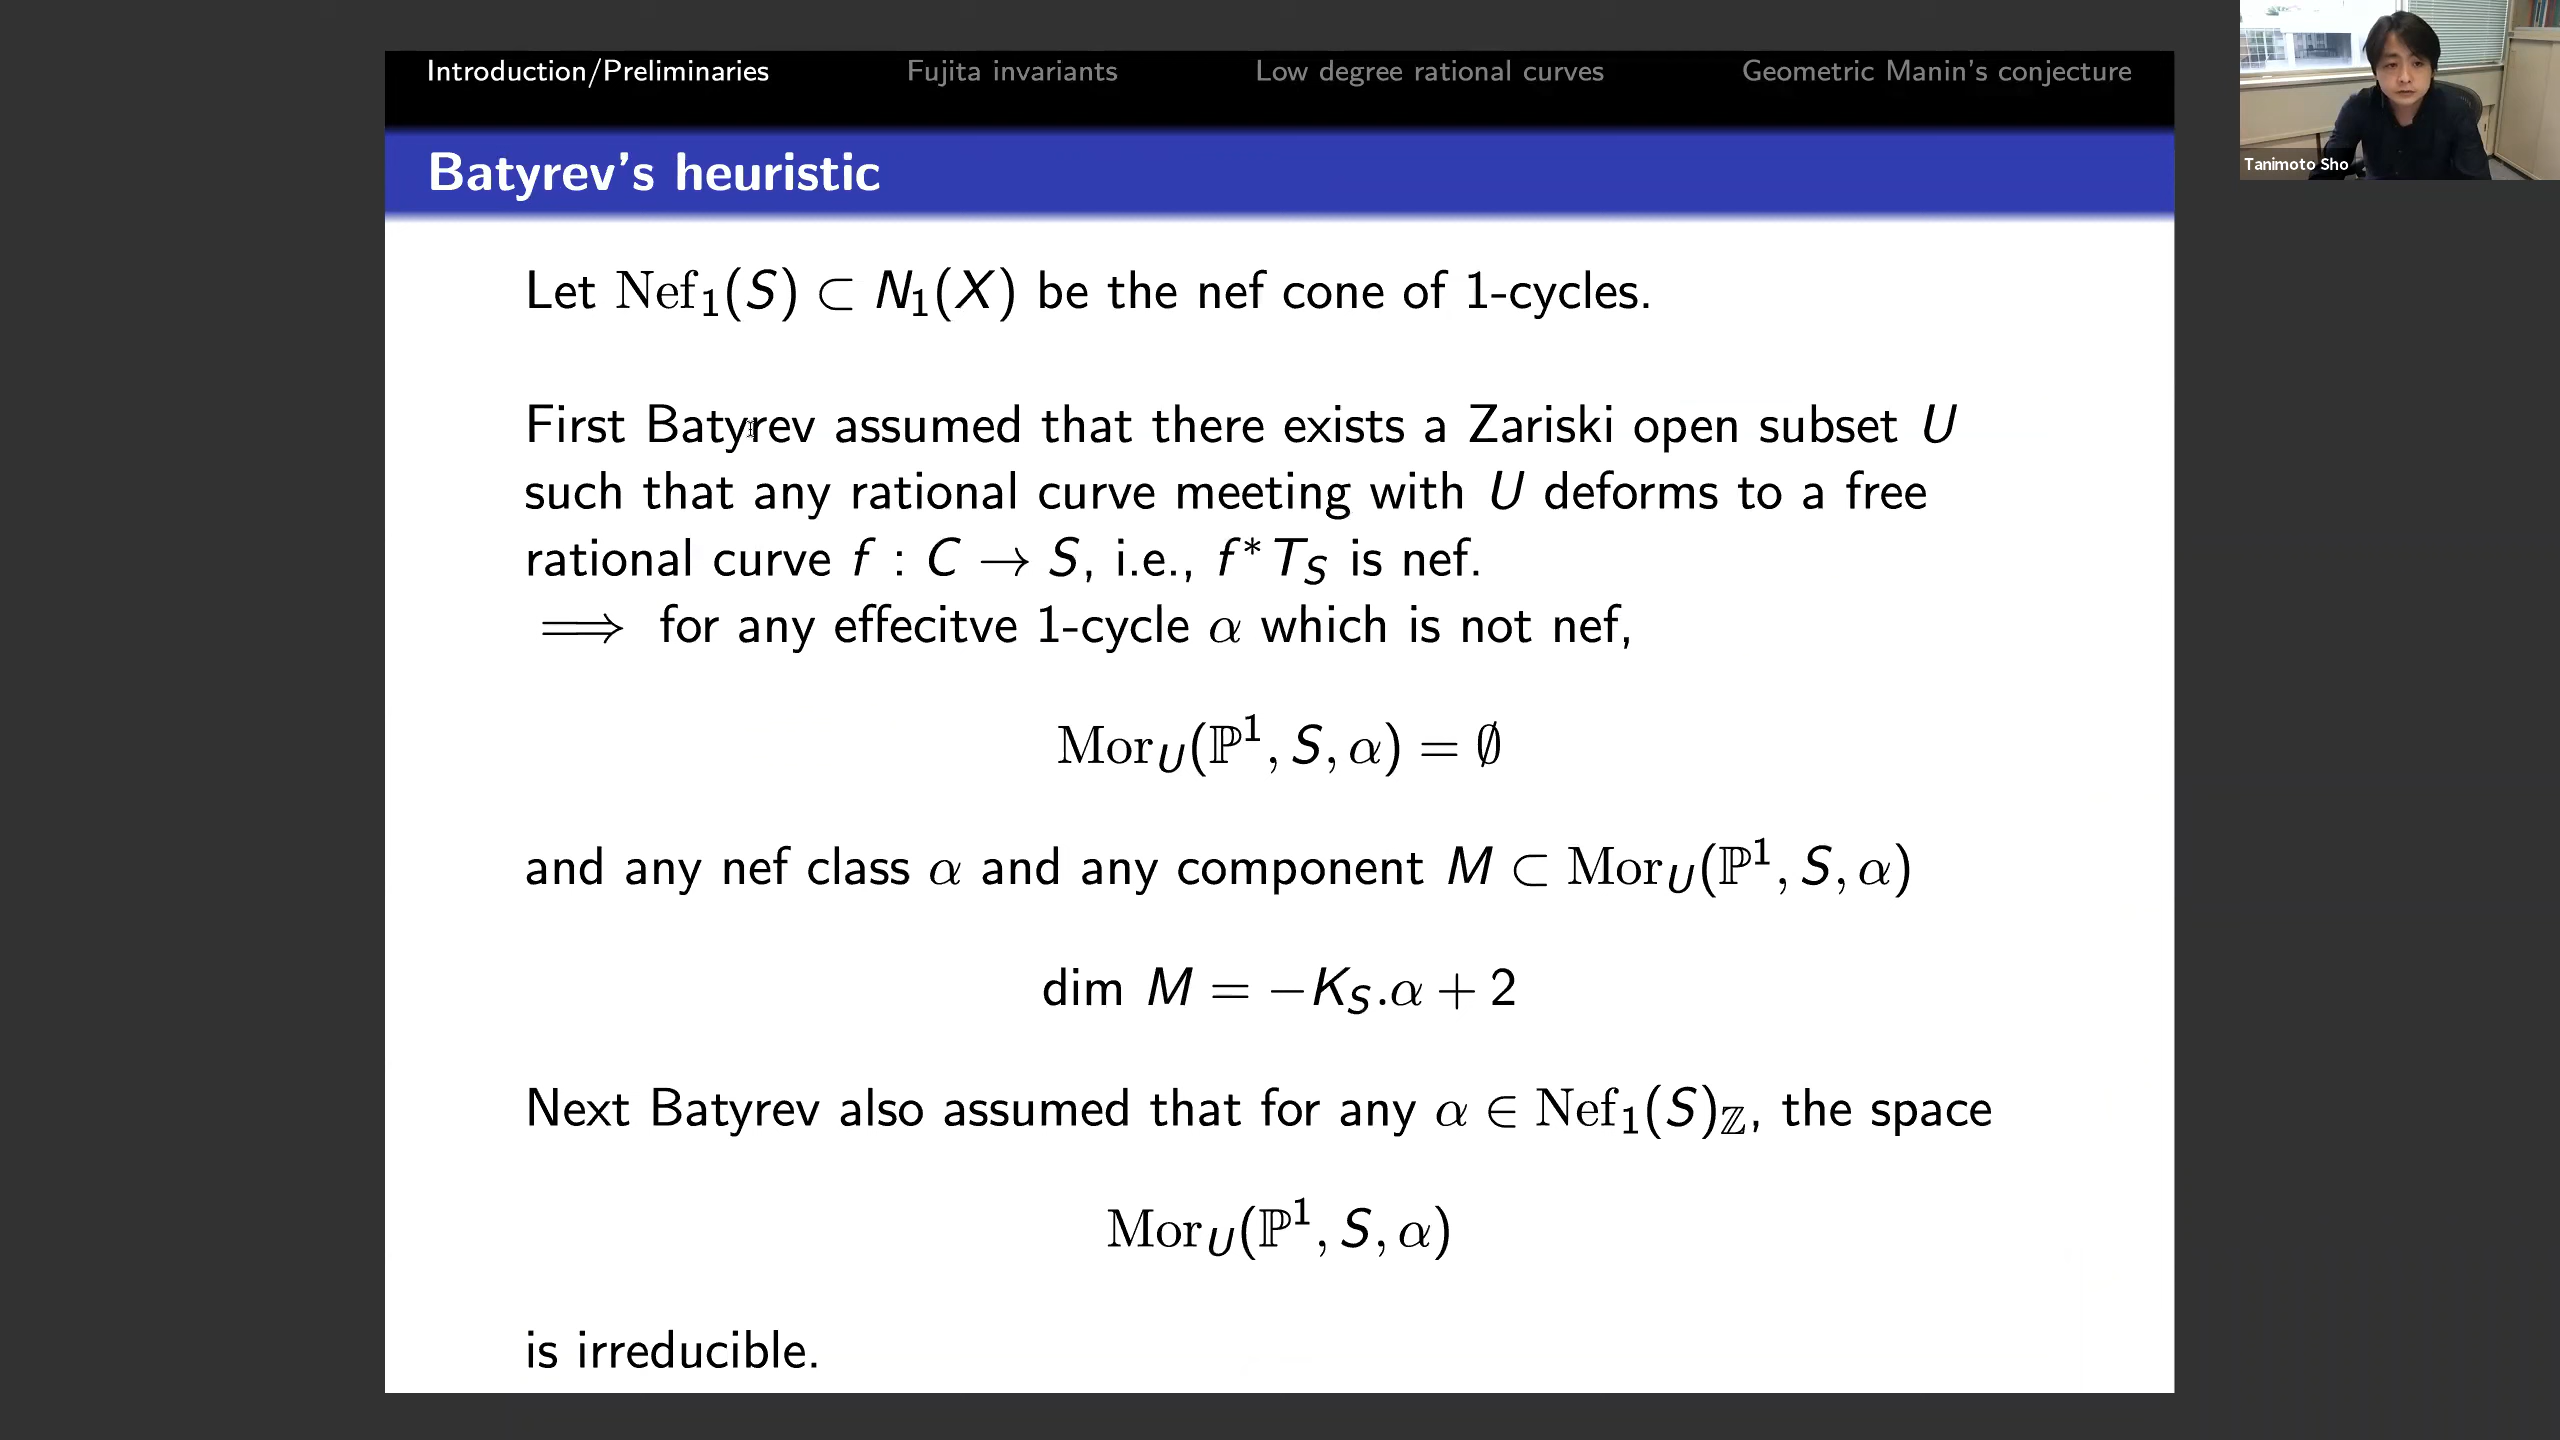 Introduction/Preliminaries Fujita invariants Low degree rational curves Geometric Manin's conjecture
Batyrev's heuristic
Let Nef₁(S) ⊂ N₁(X) be the nef cone of 1-cycles.
First Batyrev assumed that there exists a Zariski open subset U
such that any rational curve meeting with U deforms to a free
rational curve f : C → S, i.e., f*T_S is nef.
⟹ for any effecitve 1-cycle α which is not nef,
Mor_U(ℙ¹, S, α) = ∅
and any nef class α and any component M ⊂ Mor_U(ℙ¹, S, α)
dim M = −K_S.α + 2
Next Batyrev also assumed that for any α ∈ Nef₁(S)_ℤ, the space
Mor_U(ℙ¹, S, α)
is irreducible.
Tanimoto Sho